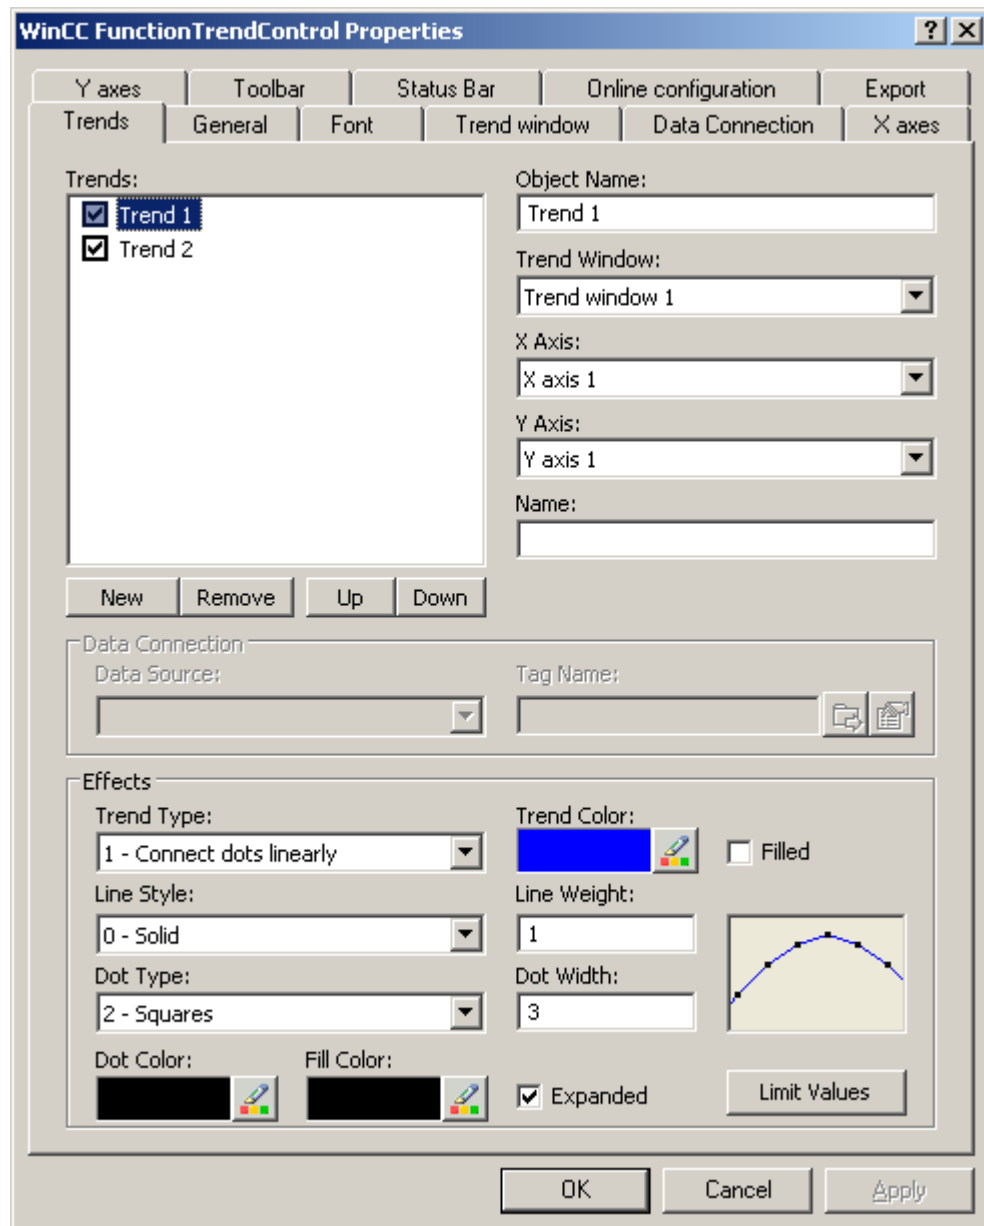 WinCC FunctionTrendControl Properties
Y axes Toolbar Status Bar Online configuration Export
Trends General Font Trend window Data Connection X axes
Trends:
Trend 1
Trend 2
Object Name:
Trend 1
Trend Window:
Trend window 1
X Axis:
X axis 1
Y Axis:
Y axis 1
Name:
New Remove Up Down
Data Connection
Data Source: Tag Name:
Effects
Trend Type: Trend Color:
1 - Connect dots linearly Filled
Line Style: Line Weight:
0 - Solid 1
Dot Type: Dot Width:
2 - Squares 3
Dot Color: Fill Color:
Expanded Limit Values
OK Cancel Apply